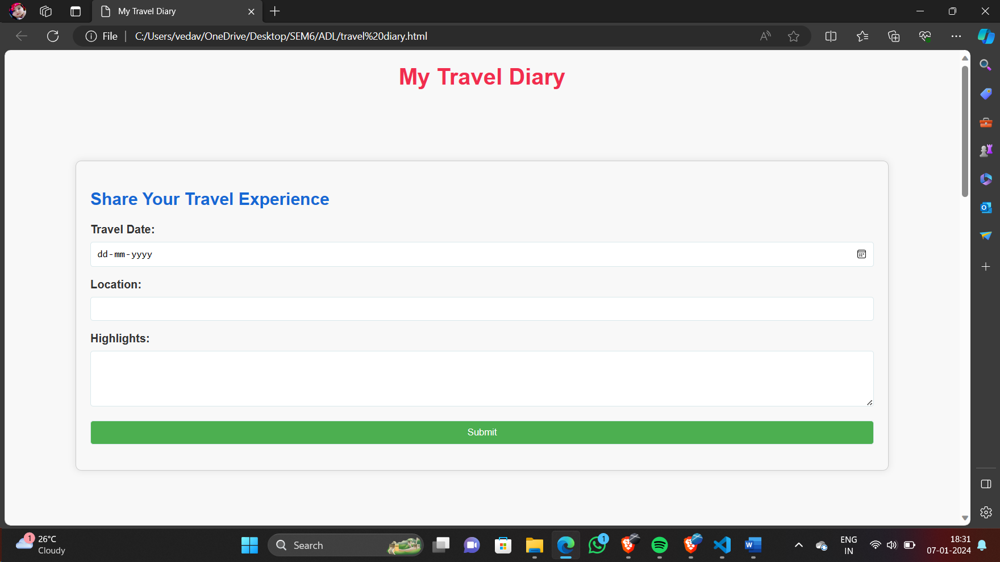 My Travel Diary
File
C:/Users/vedav/OneDrive/Desktop/SEM6/ADL/travel%20diary.html
My Travel Diary
Share Your Travel Experience
Travel Date:
dd-mm-yyyy
Location:
Highlights:
Submit
1
26°C
Cloudy
Search
1
ENG
IN
18:31
07-01-2024